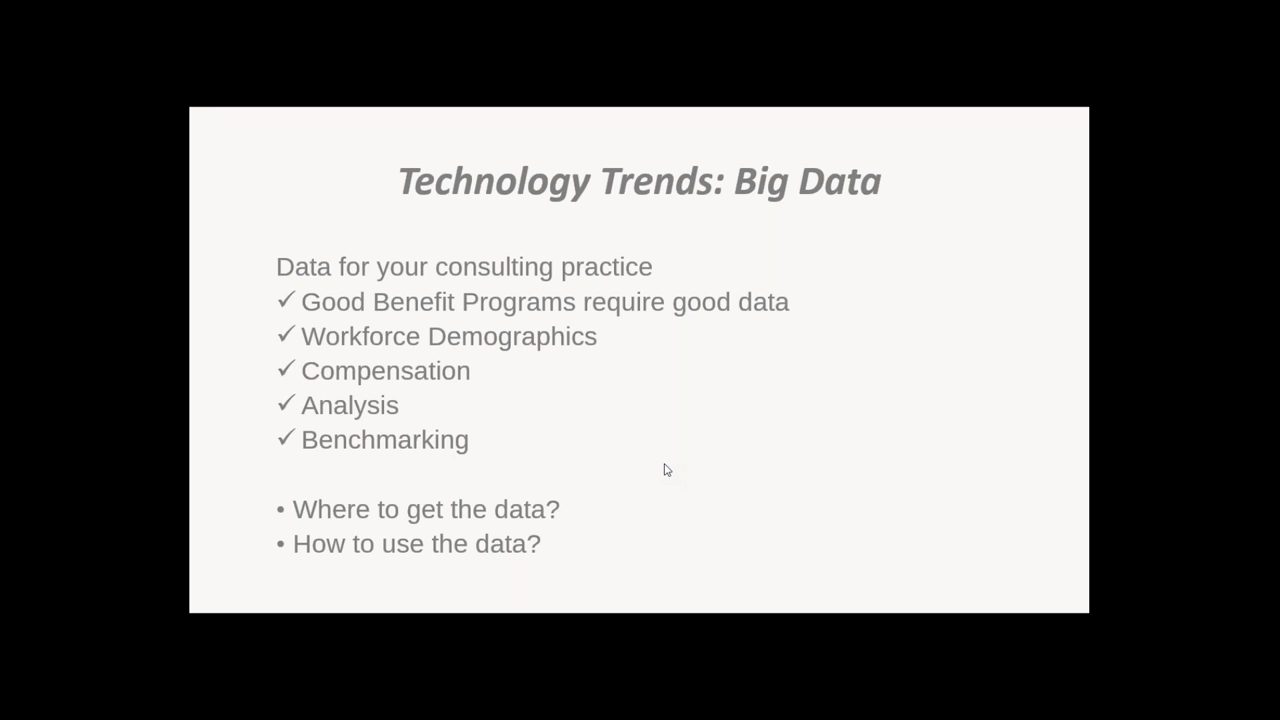 Technology Trends: Big Data
Data for your consulting practice
✓ Good Benefit Programs require good data
✓ Workforce Demographics
✓ Compensation
✓ Analysis
✓ Benchmarking
• Where to get the data?
• How to use the data?